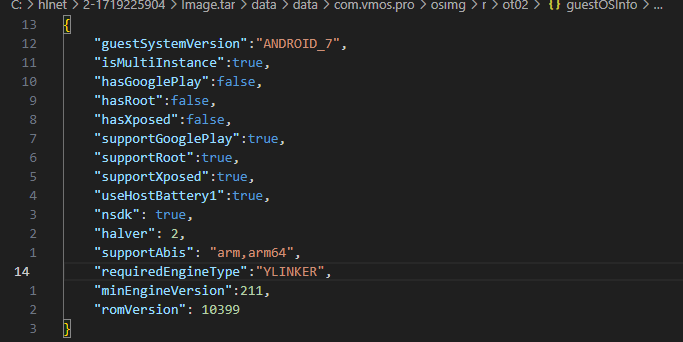 C: > hlnet > 2-1719225904 > Image.tar > data > data > com.vmos.pro > osimg > r > ot02 > {} guestOSInfo > ...
13 {
12 "guestSystemVersion":"ANDROID_7",
11 "isMultiInstance":true,
10 "hasGooglePlay":false,
9 "hasRoot":false,
8 "hasXposed":false,
7 "supportGooglePlay":true,
6 "supportRoot":true,
5 "supportXposed":true,
4 "useHostBattery1":true,
3 "nsdk": true,
2 "halver": 2,
1 "supportAbis": "arm,arm64",
14 "requiredEngineType":"YLINKER",
1 "minEngineVersion":211,
2 "romVersion": 10399
3 }